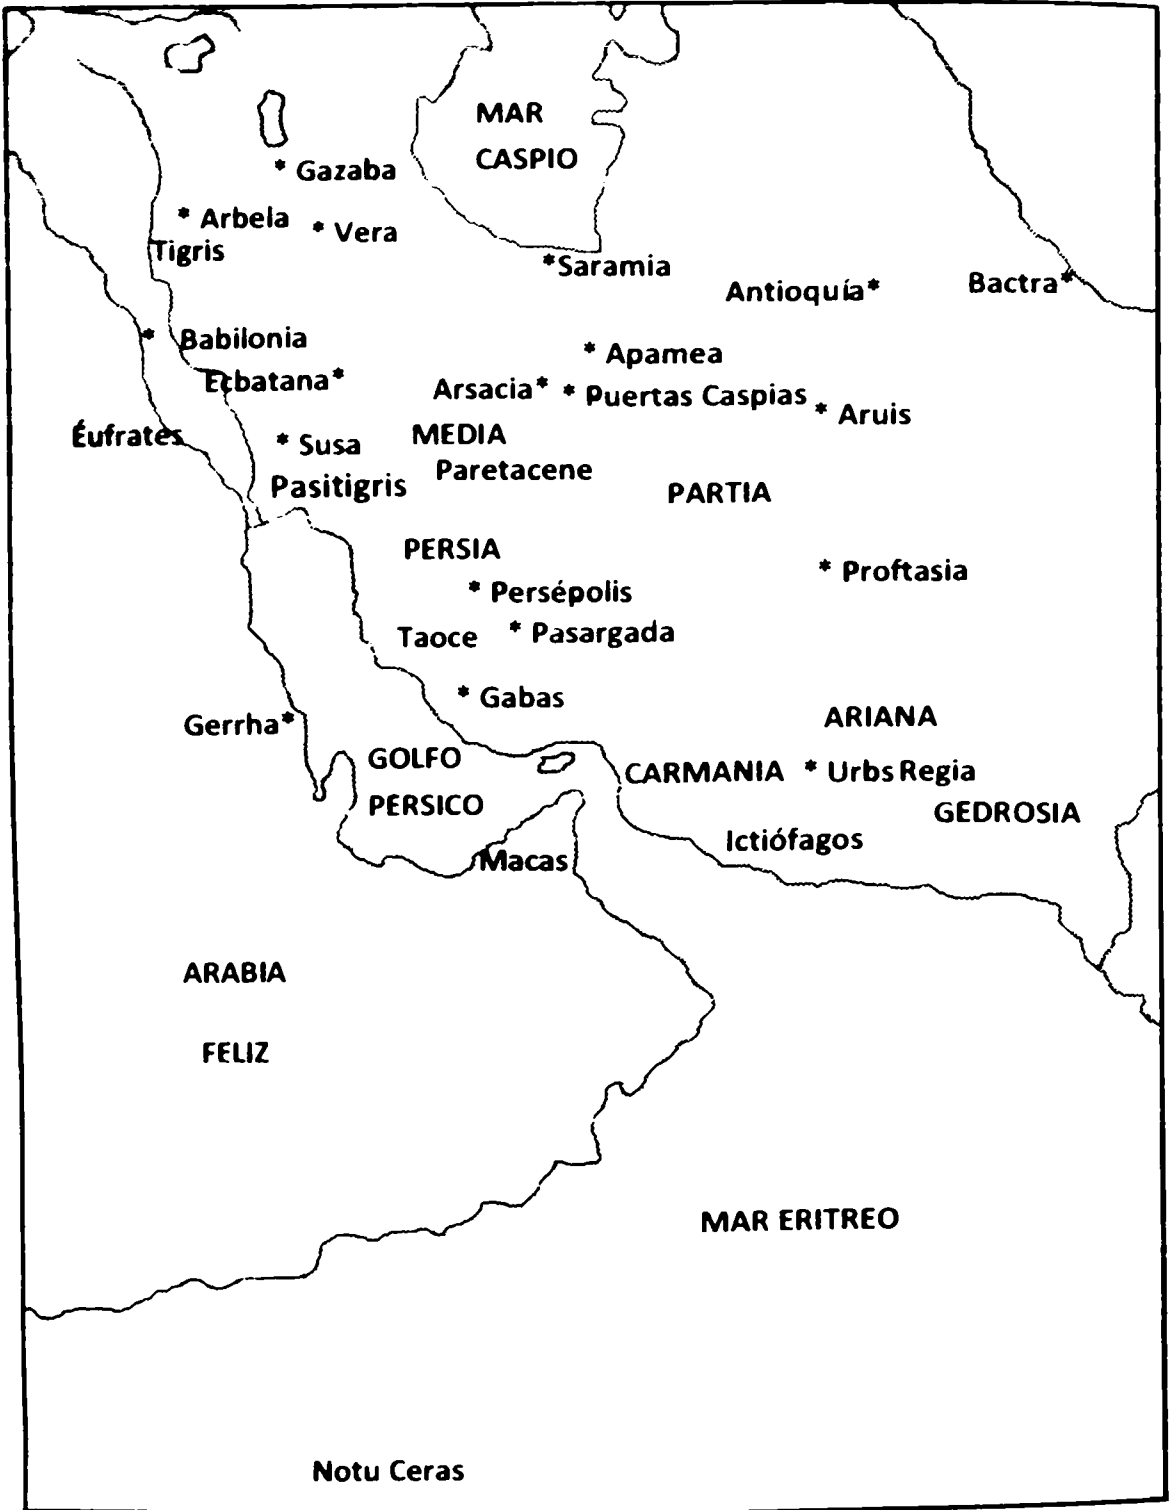 MAR
CASPIO
* Gazaba
* Arbela
* Vera
Tigris
*Saramia
Antioquía*
Bactra*
* Babilonia
* Apamea
Ecbatana*
Arsacia*
* Puertas Caspias
* Aruis
Éufrates
* Susa
MEDIA
Paretacene
Pasitigris
PARTIA
PERSIA
* Proftasia
* Persépolis
Taoce
* Pasargada
* Gabas
Gerrha*
ARIANA
GOLFO
PÉRSICO
CARMANIA
* Urbs Regia
GEDROSIA
Ictiófagos
Macas
ARABIA
FELIZ
MAR ERITREO
Notu Ceras